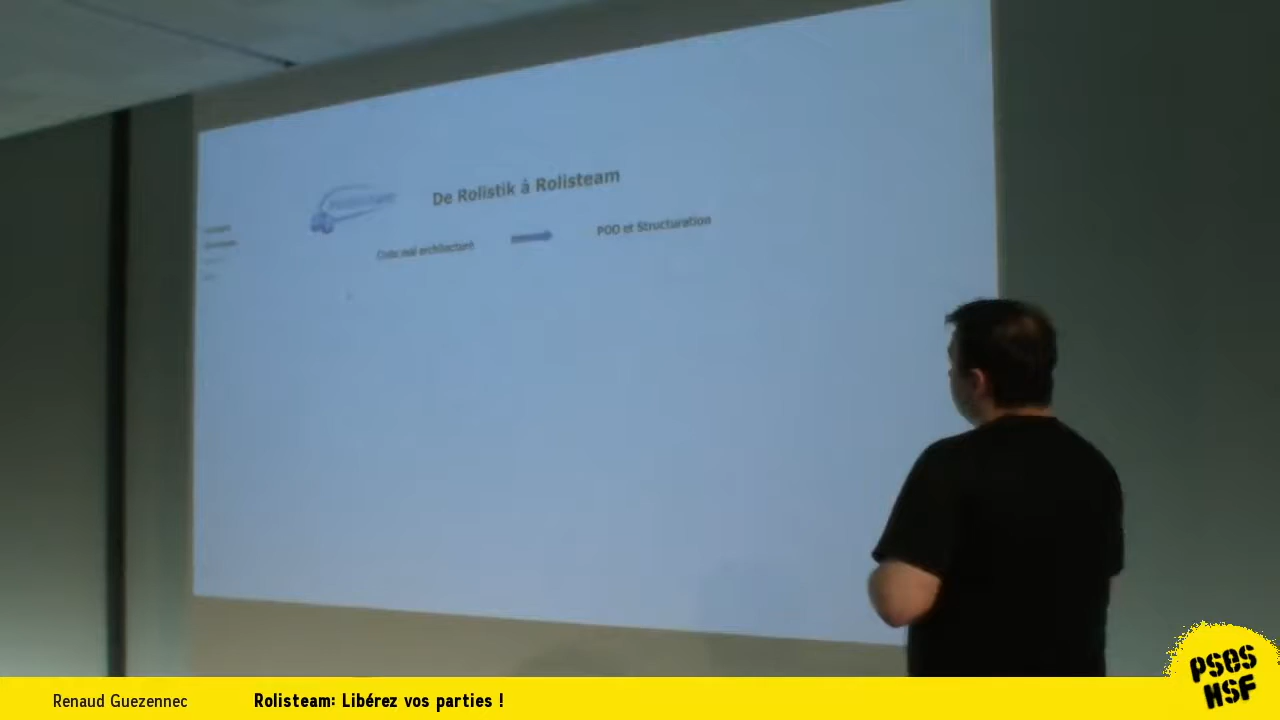 De Rolistik à Rolisteam
Code mal architecturé
POO et Structuration
Renaud Guezennec
Rolisteam: Libérez vos parties !
PSES
HSF